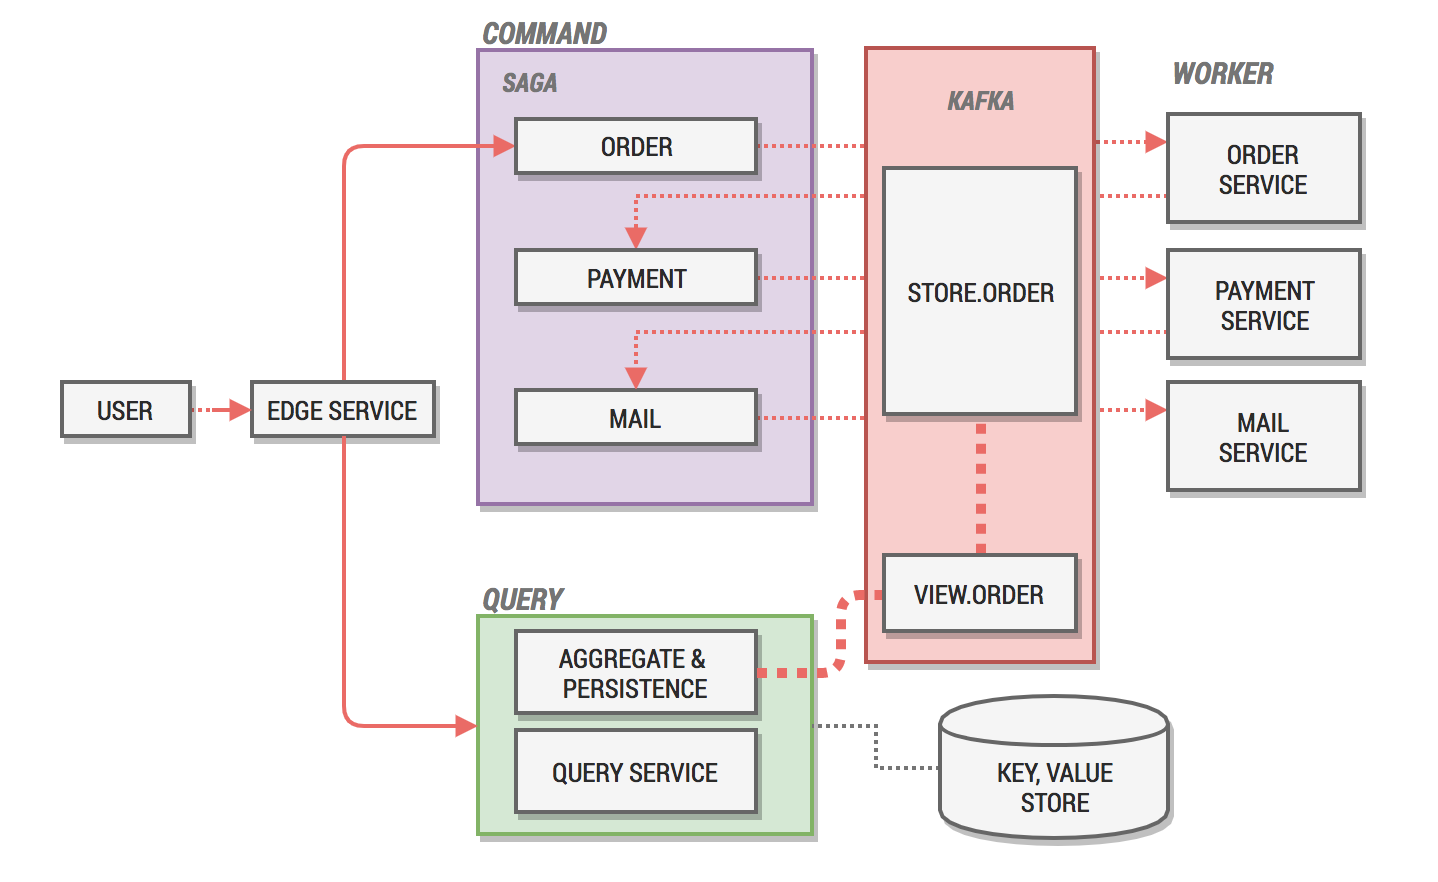 COMMAND
SAGA
ORDER
PAYMENT
MAIL
KAFKA
STORE.ORDER
VIEW.ORDER
WORKER
ORDER
SERVICE
PAYMENT
SERVICE
MAIL
SERVICE
USER
EDGE SERVICE
QUERY
AGGREGATE &
PERSISTENCE
QUERY SERVICE
KEY, VALUE
STORE